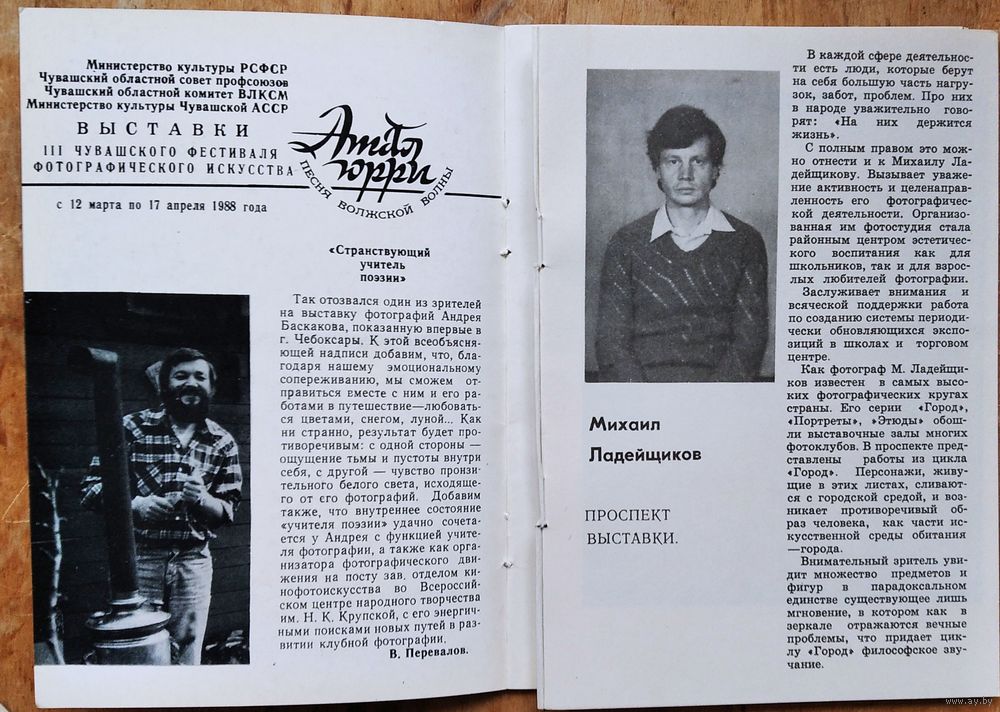 Министерство культуры РСФСР
Чувашский областной совет профсоюзов
Чувашский областной комитет ВЛКСМ
Министерство культуры Чувашской АССР
ВЫСТАВКИ
III ЧУВАШСКОГО ФЕСТИВАЛЯ
ФОТОГРАФИЧЕСКОГО ИСКУССТВА
с 12 марта по 17 апреля 1988 года
Атӑл
юрри
ПЕСНЯ ВОЛЖСКОЙ ВОЛНЫ
«Странствующий
учитель
поэзии»
Так отозвался один из зрителей
на выставку фотографий Андрея
Баскакова, показанную впервые в
г. Чебоксары. К этой всеобъясня-
ющей надписи добавим, что, бла-
годаря нашему эмоциональному
сопереживанию, мы сможем от-
правиться вместе с ним и его ра-
ботами в путешествие—любовать-
ся цветами, снегом, луной... Как
ни странно, результат будет про-
тиворечивым: с одной стороны —
ощущение тьмы и пустоты внутри
себя, с другой — чувство пронзи-
тельного белого света, исходяще-
го от его фотографий. Добавим
также, что внутреннее состояние
«учителя поэзии» удачно сочета-
ется у Андрея с функцией учите-
ля фотографии, а также как орга-
низатора фотографического дви-
жения на посту зав. отделом ки-
нофотоискусства во Всероссий-
ском центре народного творчества
им. Н. К. Крупской, с его энергич-
ными поисками новых путей в раз-
витии клубной фотографии.
В. Перевалов.
Михаил
Ладейщиков
ПРОСПЕКТ
ВЫСТАВКИ.
В каждой сфере деятельнос-
ти есть люди, которые берут
на себя большую часть нагру-
зок, забот, проблем. Про них
в народе уважительно гово-
рят: «На них держится
жизнь».
С полным правом это мож-
но отнести и к Михаилу Ла-
дейщикову. Вызывает уваже-
ние активность и целенаправ-
ленность его фотографичес-
кой деятельности. Организо-
ванная им фотостудия стала
районным центром эстетичес-
кого воспитания как для
школьников, так и для взрос-
лых любителей фотографии.
Заслуживает внимания и
всяческой поддержки работа
по созданию системы периоди-
чески обновляющихся экспо-
зиций в школах и торговом
центре.
Как фотограф М. Ладейщи-
ков известен в самых высо-
ких фотографических кругах
страны. Его серии «Город»,
«Портреты», »Этюды» обош-
ли выставочные залы многих
фотоклубов. В проспекте пред-
ставлены работы из цикла
«Город». Персонажи, живу-
щие в этих листах, сливают-
ся с городской средой, и воз-
никает противоречивый об-
раз человека, как части ис-
кусственной среды обитания
—города.
Внимательный зритель уви-
дит множество предметов и
фигур в парадоксальном
единстве существующее лишь
мгновение, в котором как в
зеркале отражаются вечные
проблемы, что придает цик-
лу «Город» философское зву-
чание.
www.ay.by